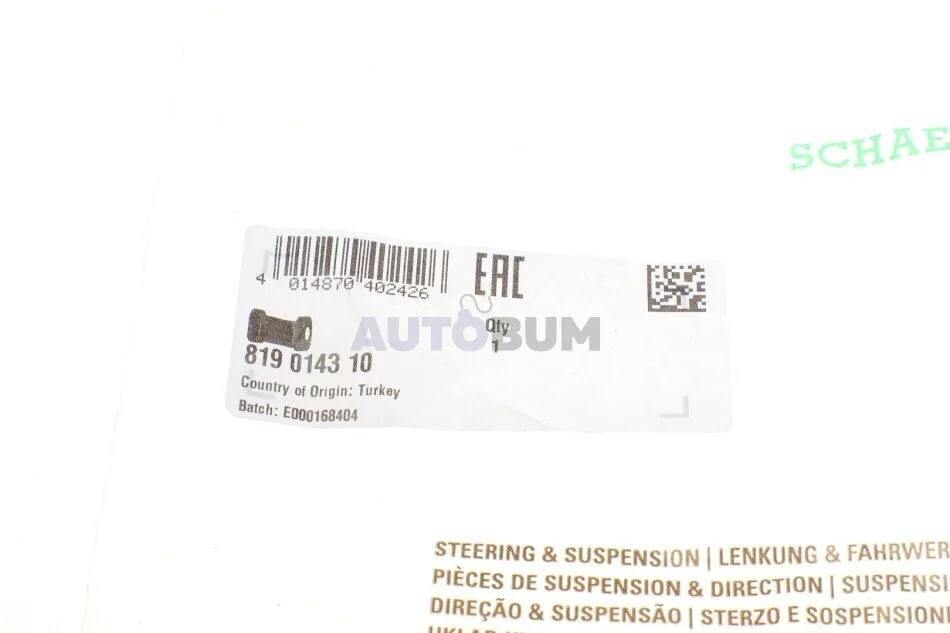 SCHAE
4 014870 402426
EAC
AUTOBUM
Qty
1
819 0143 10
Country of Origin: Turkey
Batch: E000168404
STEERING & SUSPENSION | LENKUNG & FAHRWER
PIÈCES DE SUSPENSION & DIRECTION | SUSPENSI
DIREÇÃO & SUSPENSÃO | STERZO E SOSPENSIONI